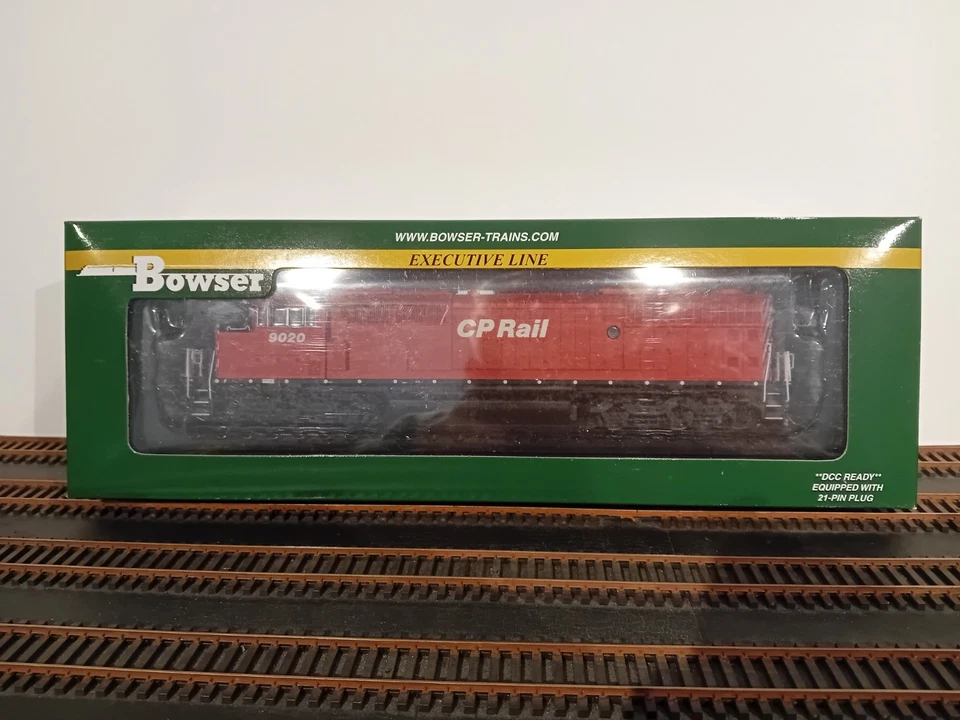 WWW.BOWSER-TRAINS.COM
EXECUTIVE LINE
Bowser
CP Rail
9020
**DCC READY**
EQUIPPED WITH
21-PIN PLUG